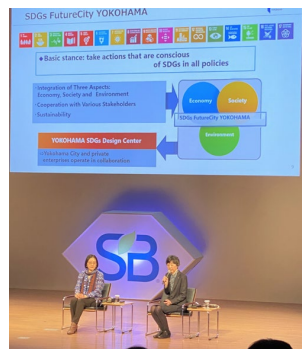 SDGs FutureCity YOKOHAMA
◆Basic stance: take actions that are conscious
of SDGs in all policies
・Integration of Three Aspects:
Economy, Society and Environment
・Cooperation with Various Stakeholders
・Sustainability
Economy
Society
SDGs FutureCity YOKOHAMA
Environment
YOKOHAMA SDGs Design Center
Yokohama City and private
enterprises operate in collaboration
SB